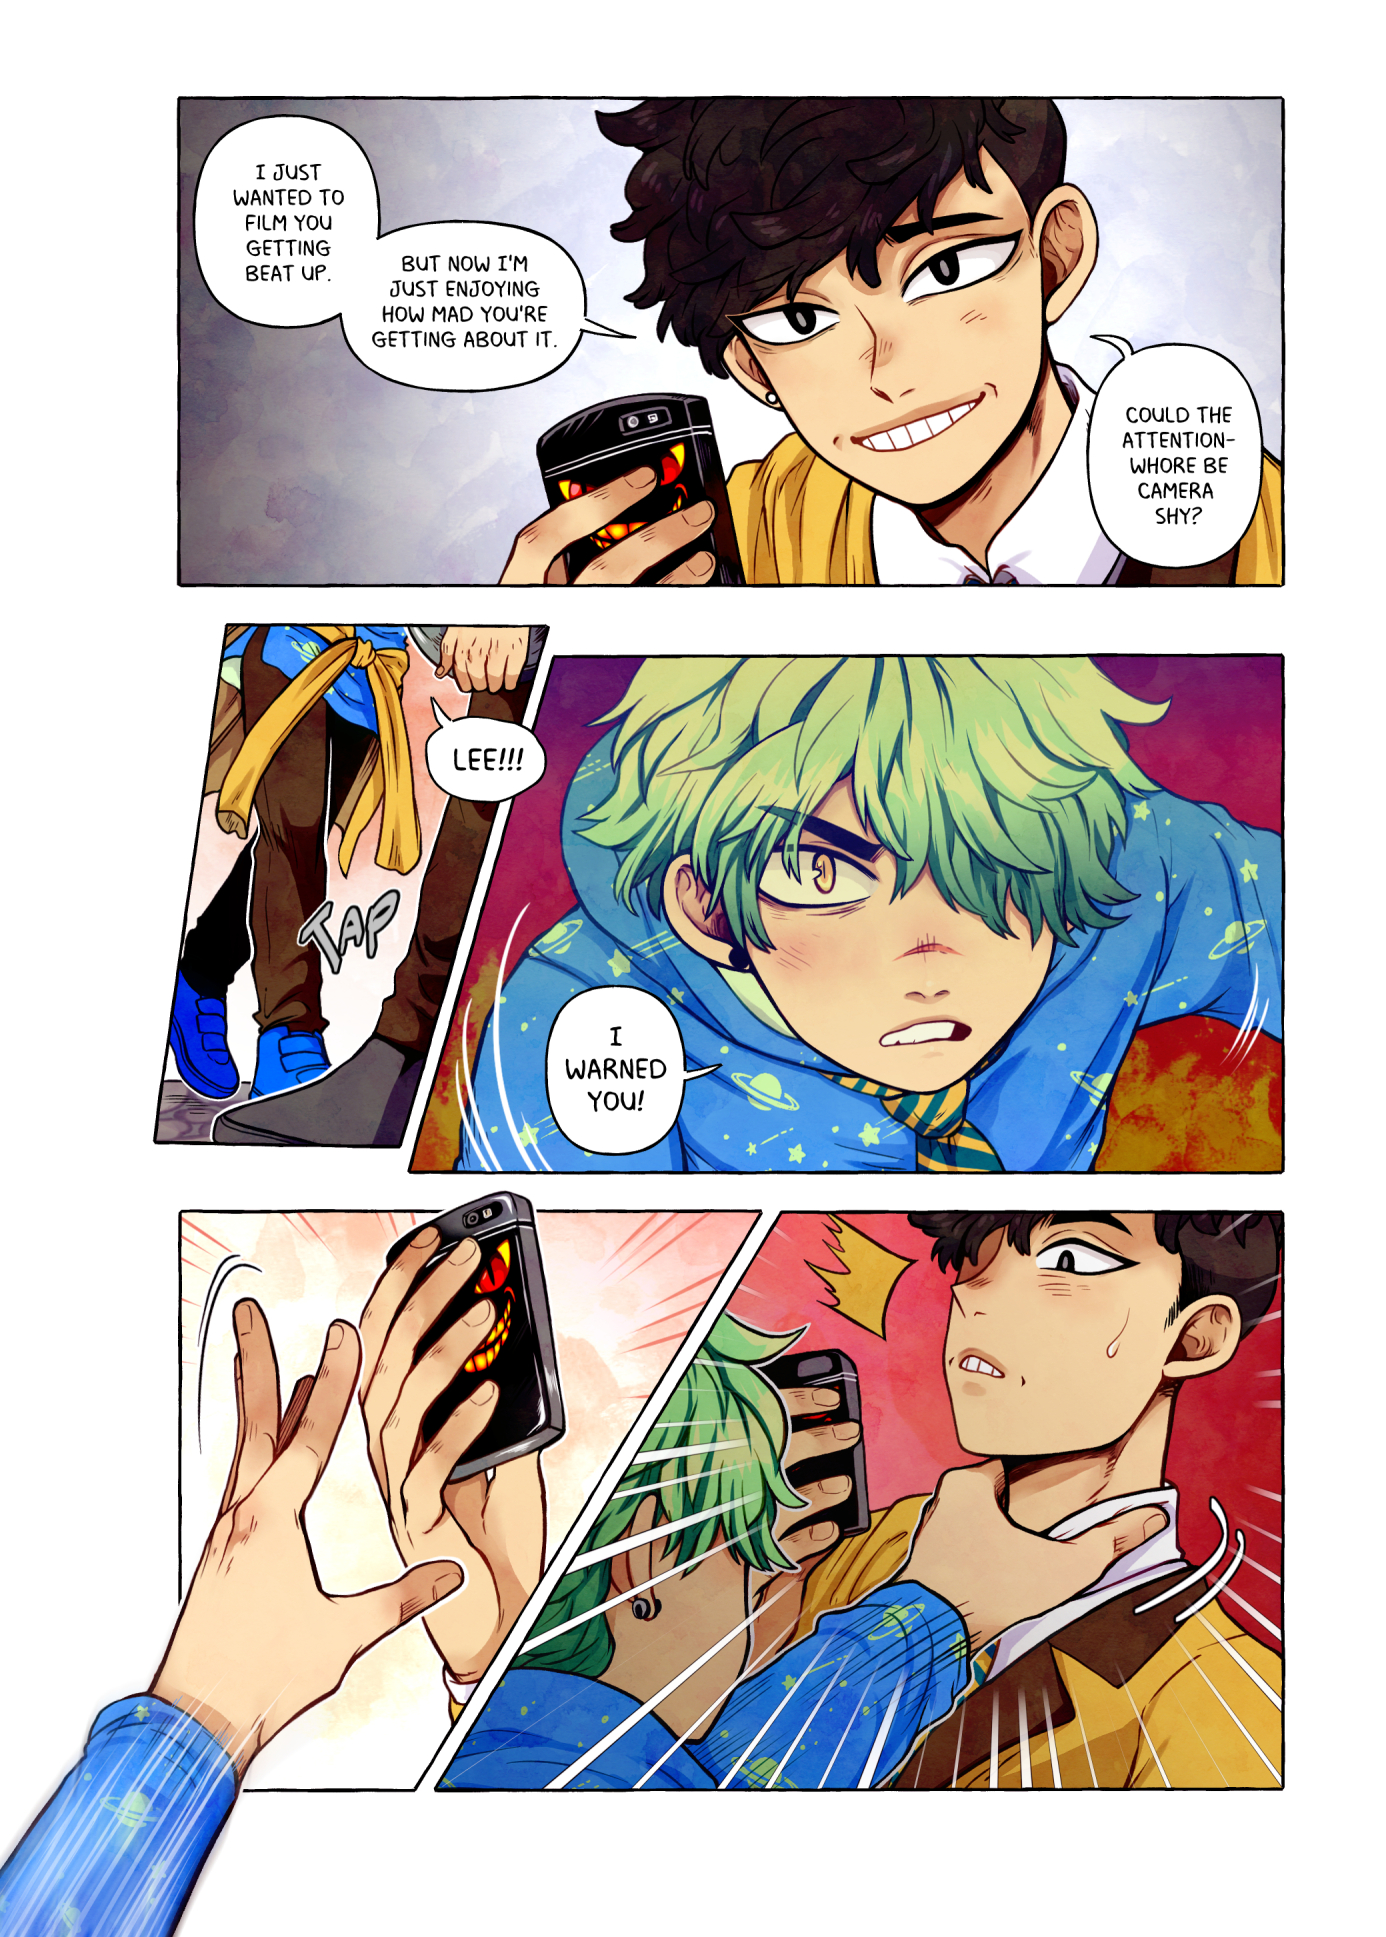 I JUST
WANTED TO
FILM YOU
GETTING
BEAT UP.
BUT NOW I'M
JUST ENJOYING
HOW MAD YOU'RE
GETTING ABOUT IT.
COULD THE
ATTENTION-
WHORE BE
CAMERA
SHY?
LEE!!!
TAP
I
WARNED
YOU!